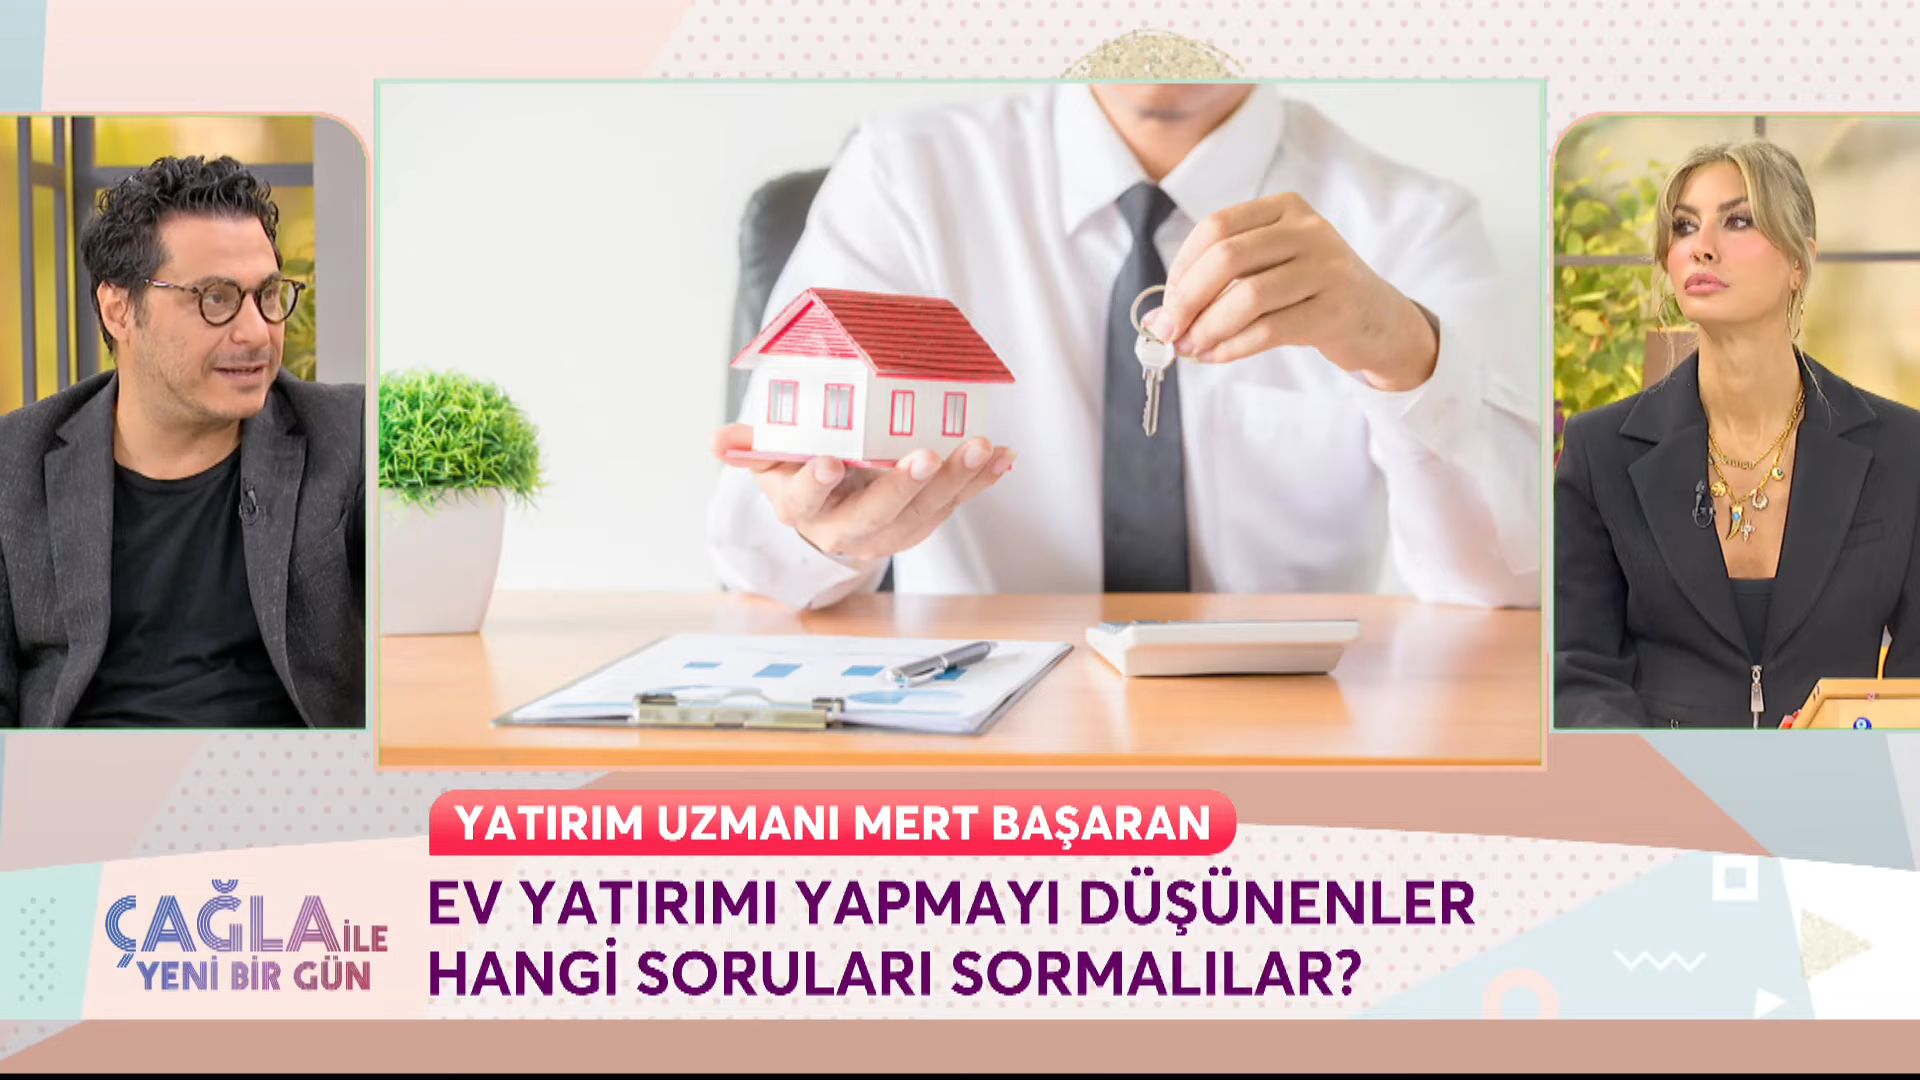 YATIRIM UZMANI MERT BAŞARAN
EV YATIRIMI YAPMAYI DÜŞÜNENLER
HANGİ SORULARI SORMALILAR?
ÇAĞLA İLE
YENİ BİR GÜN